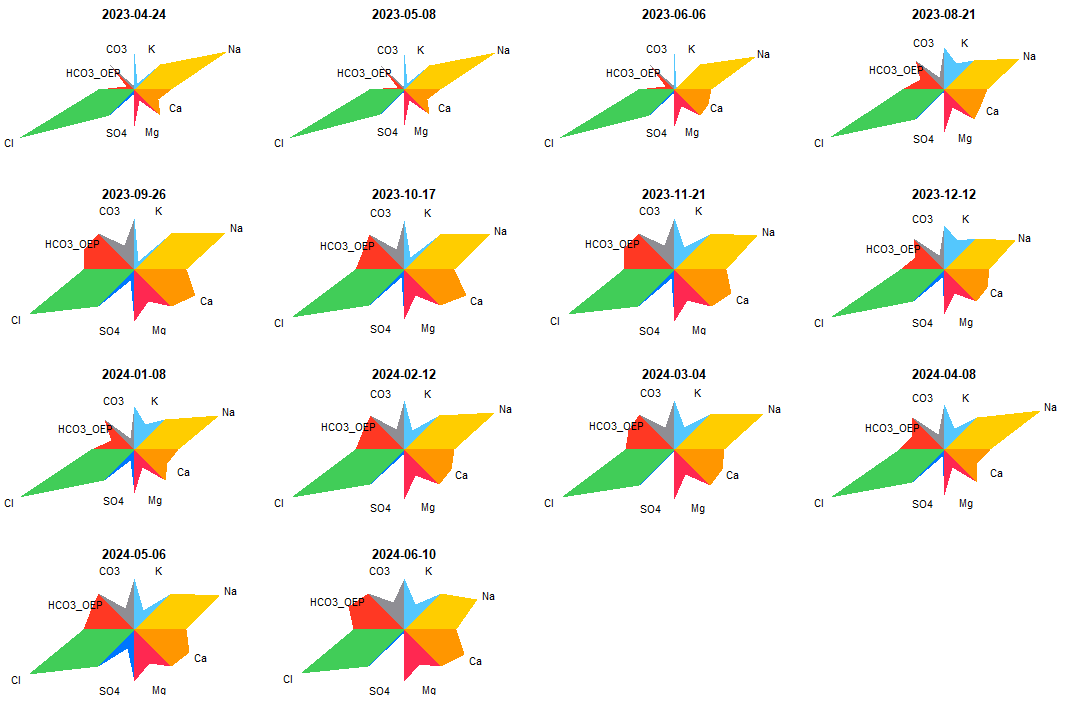 2023-04-24
CO3 K
Na
HCO3_OEP
Ca
SO4 Mg
Cl
2023-05-08
CO3 K
Na
HCO3_OEP
Ca
SO4 Mg
Cl
2023-06-06
CO3 K
Na
HCO3_OEP
Ca
SO4 Mg
Cl
2023-08-21
CO3 K
Na
HCO3_OEP
Ca
SO4 Mg
Cl
2023-09-26
CO3 K
Na
HCO3_OEP
Ca
Cl
SO4 Mg
2023-10-17
CO3 K
Na
HCO3_OEP
Ca
Cl
SO4 Mg
2023-11-21
CO3 K
Na
HCO3_OEP
Ca
Cl
SO4 Mg
2023-12-12
CO3 K
Na
HCO3_OEP
Ca
Cl
SO4 Mg
2024-01-08
CO3 K
Na
HCO3_OEP
Ca
SO4 Mg
Cl
2024-02-12
CO3 K
Na
HCO3_OEP
Ca
Cl
SO4 Mg
2024-03-04
CO3 K
Na
HCO3_OEP
Ca
Cl
SO4 Mg
2024-04-08
CO3 K
Na
HCO3_OEP
Ca
SO4 Mg
Cl
2024-05-06
CO3 K
Na
HCO3_OEP
Ca
Cl
SO4 Mg
2024-06-10
CO3 K
Na
HCO3_OEP
Ca
Cl
SO4 Mg